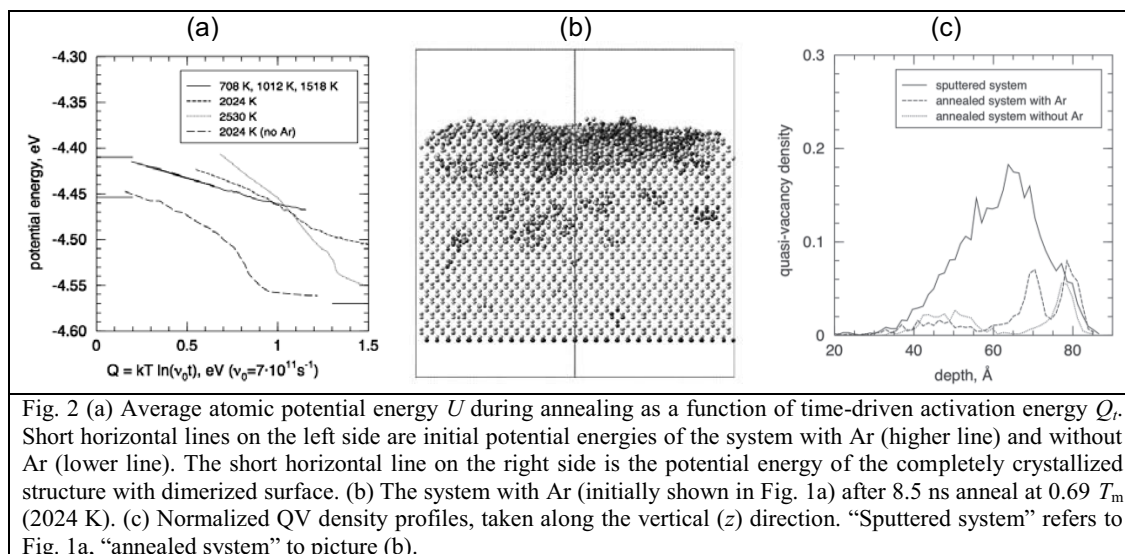 (a)
(b)
(c)
-4.30
-4.35
-4.40
-4.45
-4.50
-4.55
-4.60
potential energy, eV
708 K, 1012 K, 1518 K
2024 K
2530 K
2024 K (no Ar)
0
0.5
1
1.5
Q = kT ln(ν₀t), eV (ν₀=7·10¹¹s⁻¹)
0.3
0.2
0.1
0
quasi-vacancy density
sputtered system
annealed system with Ar
annealed system without Ar
20
40
60
80
depth, Å
Fig. 2 (a) Average atomic potential energy U during annealing as a function of time-driven activation energy Qₜ.
Short horizontal lines on the left side are initial potential energies of the system with Ar (higher line) and without
Ar (lower line). The short horizontal line on the right side is the potential energy of the completely crystallized
structure with dimerized surface. (b) The system with Ar (initially shown in Fig. 1a) after 8.5 ns anneal at 0.69 Tₘ
(2024 K). (c) Normalized QV density profiles, taken along the vertical (z) direction. “Sputtered system” refers to
Fig. 1a, “annealed system” to picture (b).